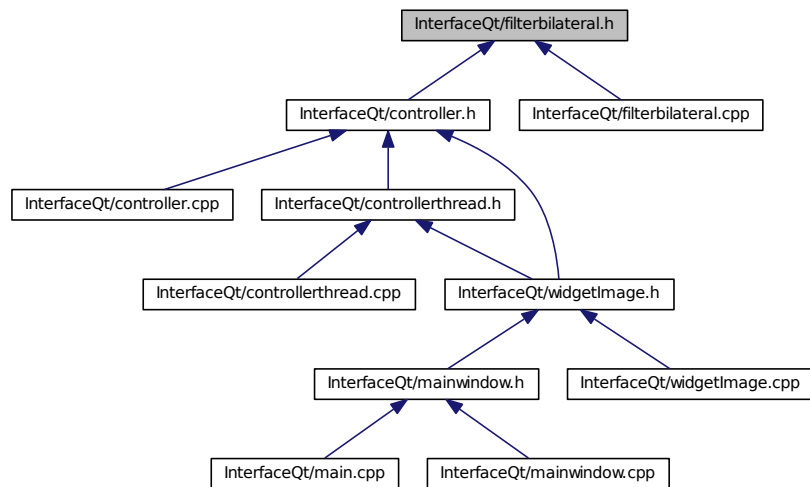 InterfaceQt/filterbilateral.h
InterfaceQt/controller.h
InterfaceQt/filterbilateral.cpp
InterfaceQt/controller.cpp
InterfaceQt/controllerthread.h
InterfaceQt/controllerthread.cpp
InterfaceQt/widgetImage.h
InterfaceQt/mainwindow.h
InterfaceQt/widgetImage.cpp
InterfaceQt/main.cpp
InterfaceQt/mainwindow.cpp